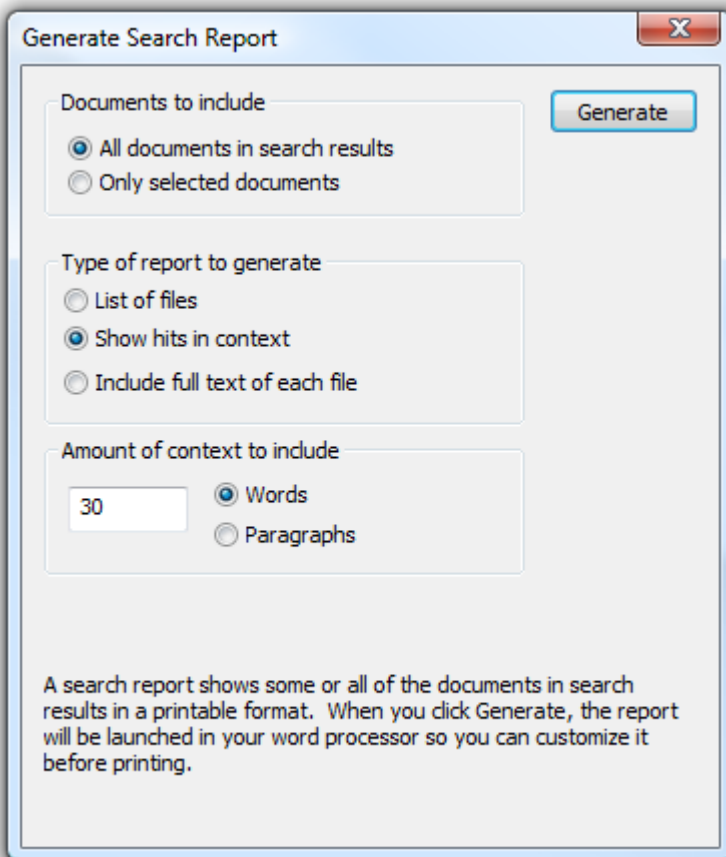 Generate Search Report
Documents to include
Generate
All documents in search results
Only selected documents
Type of report to generate
List of files
Show hits in context
Include full text of each file
Amount of context to include
30
Words
Paragraphs
A search report shows some or all of the documents in search
results in a printable format.  When you click Generate, the report
will be launched in your word processor so you can customize it
before printing.